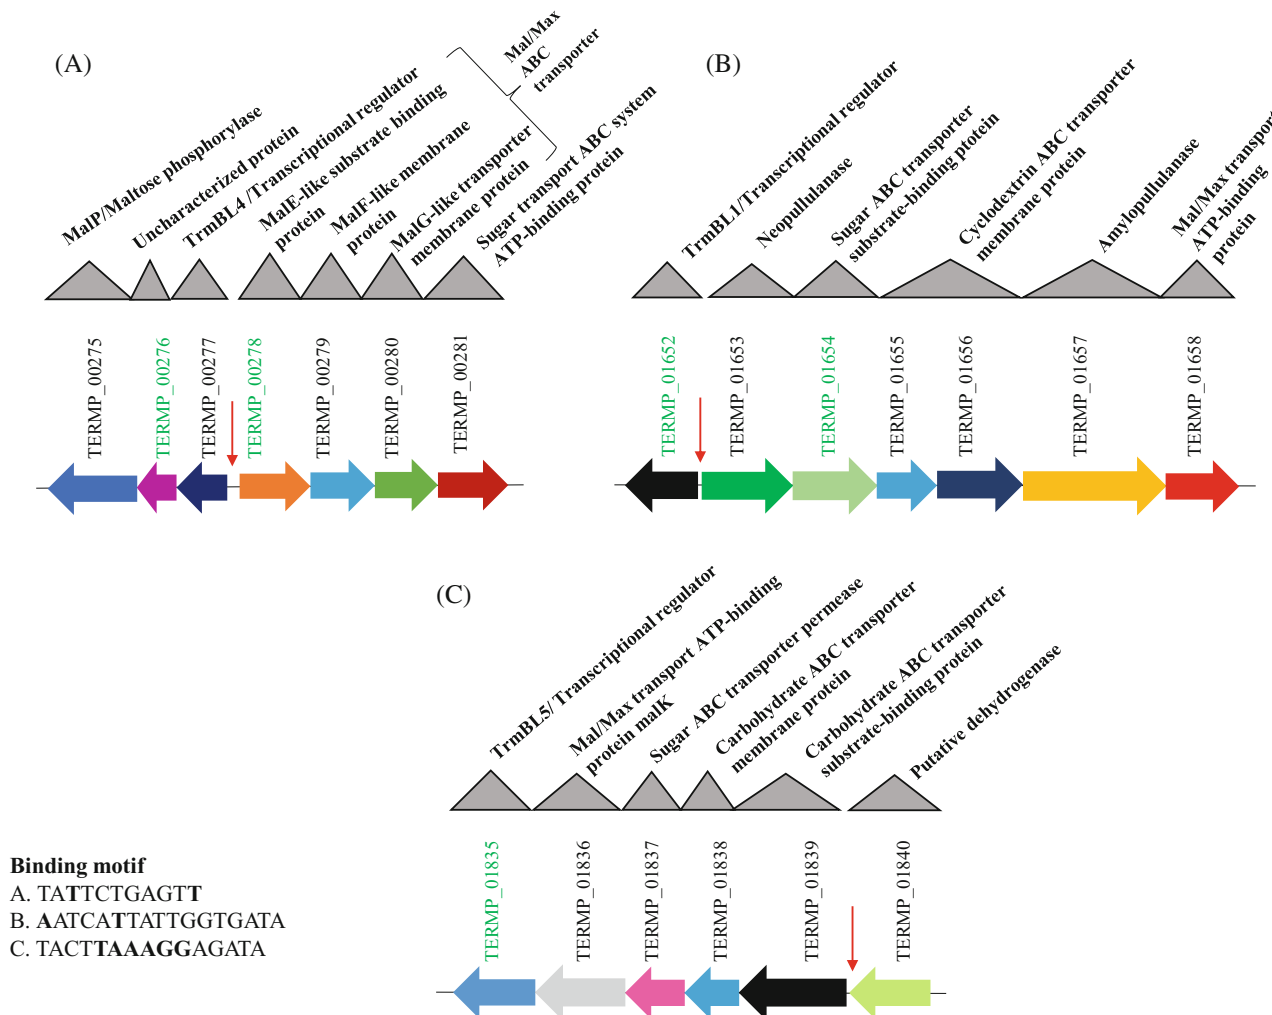 (A)
MalP/Maltose phosphorylase
Uncharacterized protein
TrmBL4 /Transcriptional regulator
MalE-like substrate binding
protein
MalF-like membrane
protein
MalG-like transporter
membrane protein
Sugar transport ABC system
ATP-binding protein
Mal/Max
ABC
transporter
TERMP_00275
TERMP_00276
TERMP_00277
TERMP_00278
TERMP_00279
TERMP_00280
TERMP_00281
(B)
TrmBL1/Transcriptional regulator
Neopullulanase
Sugar ABC transporter
substrate-binding protein
Cyclodextrin ABC transporter
membrane protein
Amylopullulanase
Mal/Max transport
ATP-binding
protein
TERMP_01652
TERMP_01653
TERMP_01654
TERMP_01655
TERMP_01656
TERMP_01657
TERMP_01658
(C)
TrmBL5/ Transcriptional regulator
Mal/Max transport ATP-binding
protein malK
Sugar ABC transporter permease
Carbohydrate ABC transporter
membrane protein
Carbohydrate ABC transporter
substrate-binding protein
Putative dehydrogenase
TERMP_01835
TERMP_01836
TERMP_01837
TERMP_01838
TERMP_01839
TERMP_01840
Binding motif
A. TATTCTGAGTT
B. AATCATTATTGGTGATA
C. TACTTAAAGGAGATA